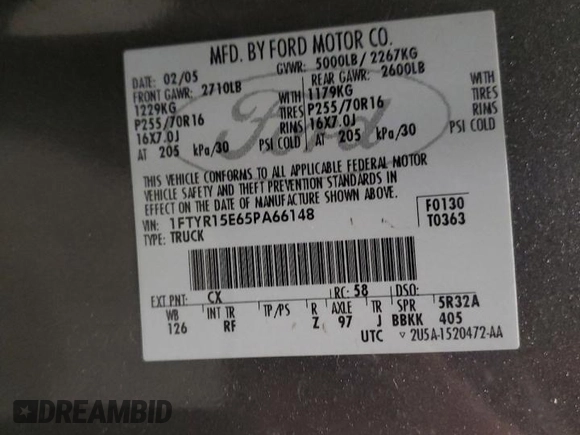 MFD. BY FORD MOTOR CO.
DATE: 02/05 GVWR: 5000LB / 2267KG
FRONT GAWR: 2710LB REAR GAWR: 2600LB
1229KG WITH 1179KG WITH
P255/70R16 TIRES P255/70R16 TIRES
16X7.0J RIMS 16X7.0J RIMS
AT 205 kPa/30 PSI COLD AT 205 kPa/30 PSI COLD
Ford
THIS VEHICLE CONFORMS TO ALL APPLICABLE FEDERAL MOTOR
VEHICLE SAFETY AND THEFT PREVENTION STANDARDS IN
EFFECT ON THE DATE OF MANUFACTURE SHOWN ABOVE.
VIN: 1FTYR15E65PA66148 F0130
TYPE: TRUCK T0363
EXT PNT: CX RC: 58 DSO:
WB INT TR TP/PS R AXLE TR SPR 5R32A
126 RF Z 97 J BBKK 405
UTC 2U5A-1520472-AA
DREAMBID